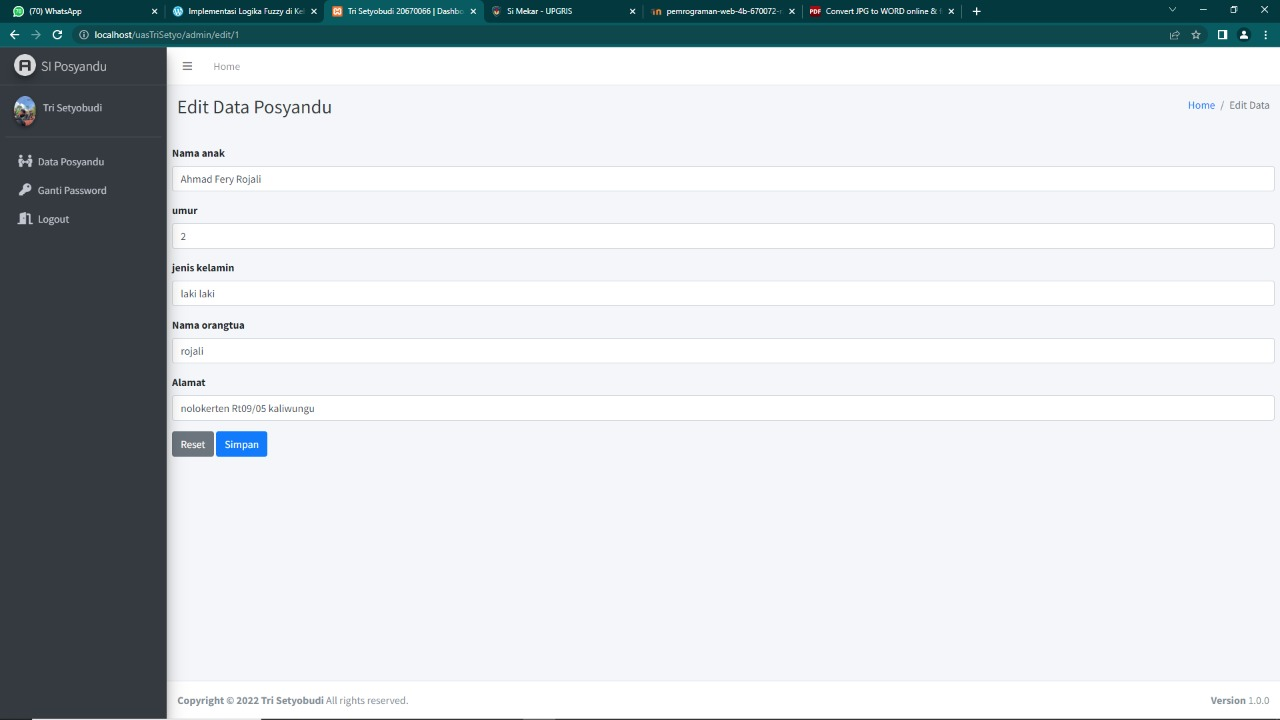 (70) WhatsApp
Implementasi Logika Fuzzy di Ke
Tri Setyobudi 20670066 | Dashbo
Si Mekar - UPGRIS
pemrograman-web-4b-670072-
Convert JPG to WORD online &
localhost/uasTriSetyo/admin/edit/1
SI Posyandu
Home
Tri Setyobudi
Edit Data Posyandu
Home / Edit Data
Data Posyandu
Ganti Password
Logout
Nama anak
Ahmad Fery Rojali
umur
2
jenis kelamin
laki laki
Nama orangtua
rojali
Alamat
nolokerten Rt09/05 kaliwungu
Reset
Simpan
Copyright © 2022 Tri Setyobudi All rights reserved.
Version 1.0.0